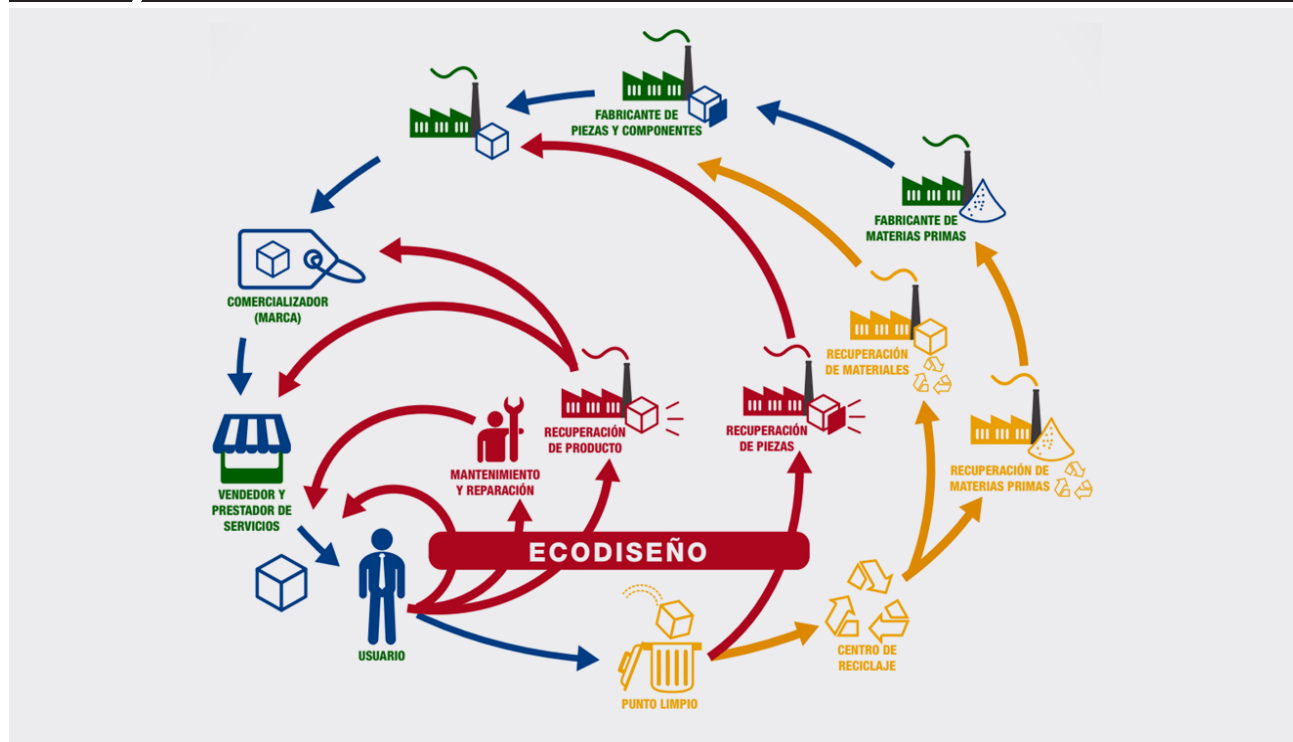 FABRICANTE DE
PIEZAS Y COMPONENTES
FABRICANTE DE
MATERIAS PRIMAS
COMERCIALIZADOR
(MARCA)
RECUPERACIÓN
DE MATERIALES
RECUPERACIÓN
DE PRODUCTO
RECUPERACIÓN
DE PIEZAS
MANTENIMIENTO
Y REPARACIÓN
RECUPERACIÓN DE
MATERIAS PRIMAS
VENDEDOR Y
PRESTADOR DE
SERVICIOS
ECODISEÑO
USUARIO
CENTRO DE
RECICLAJE
PUNTO LIMPIO